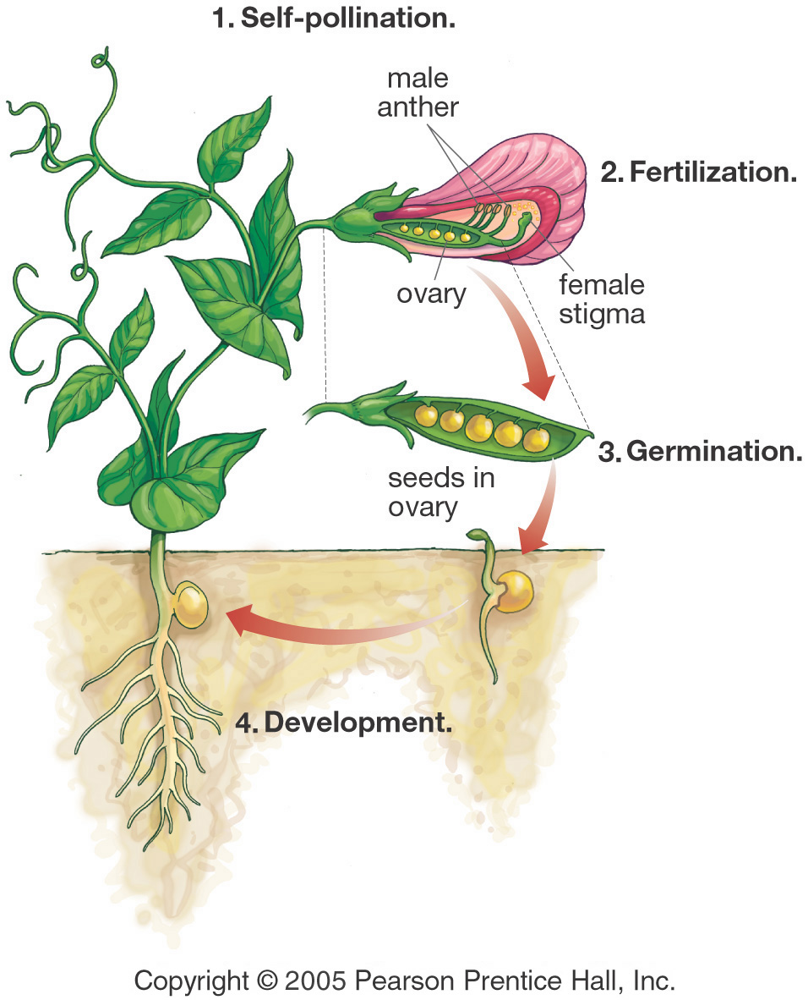 1. Self-pollination.
male
anther
2. Fertilization.
ovary
female
stigma
3. Germination.
seeds in
ovary
4. Development.
Copyright © 2005 Pearson Prentice Hall, Inc.